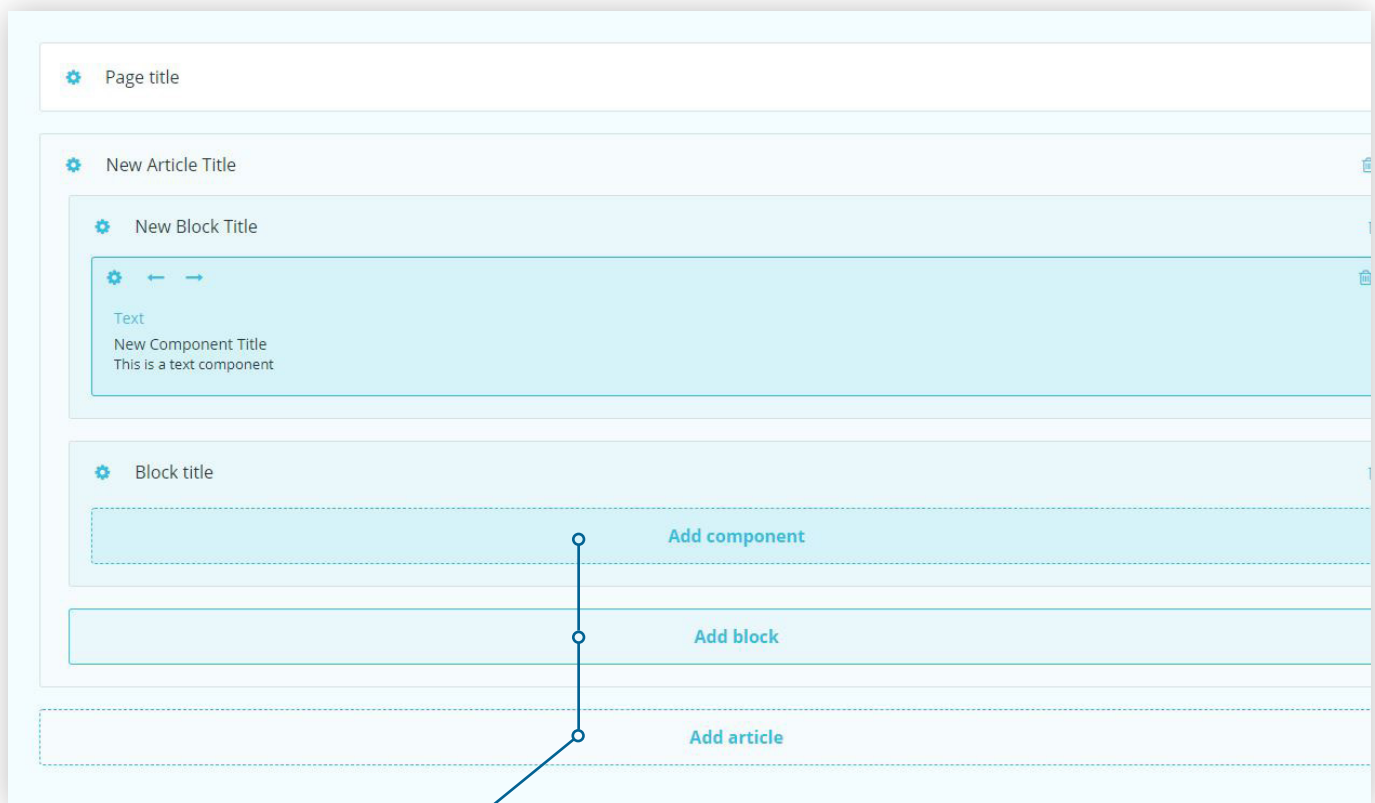 Page title
New Article Title
New Block Title
Text
New Component Title
This is a text component
Block title
Add component
Add block
Add article